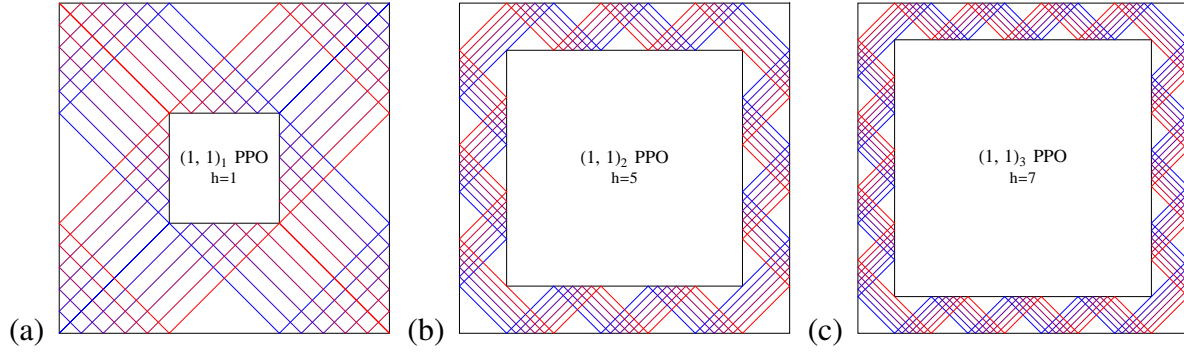 (1, 1)₁ PPO
h=1
(a)
(1, 1)₂ PPO
h=5
(b)
(1, 1)₃ PPO
h=7
(c)